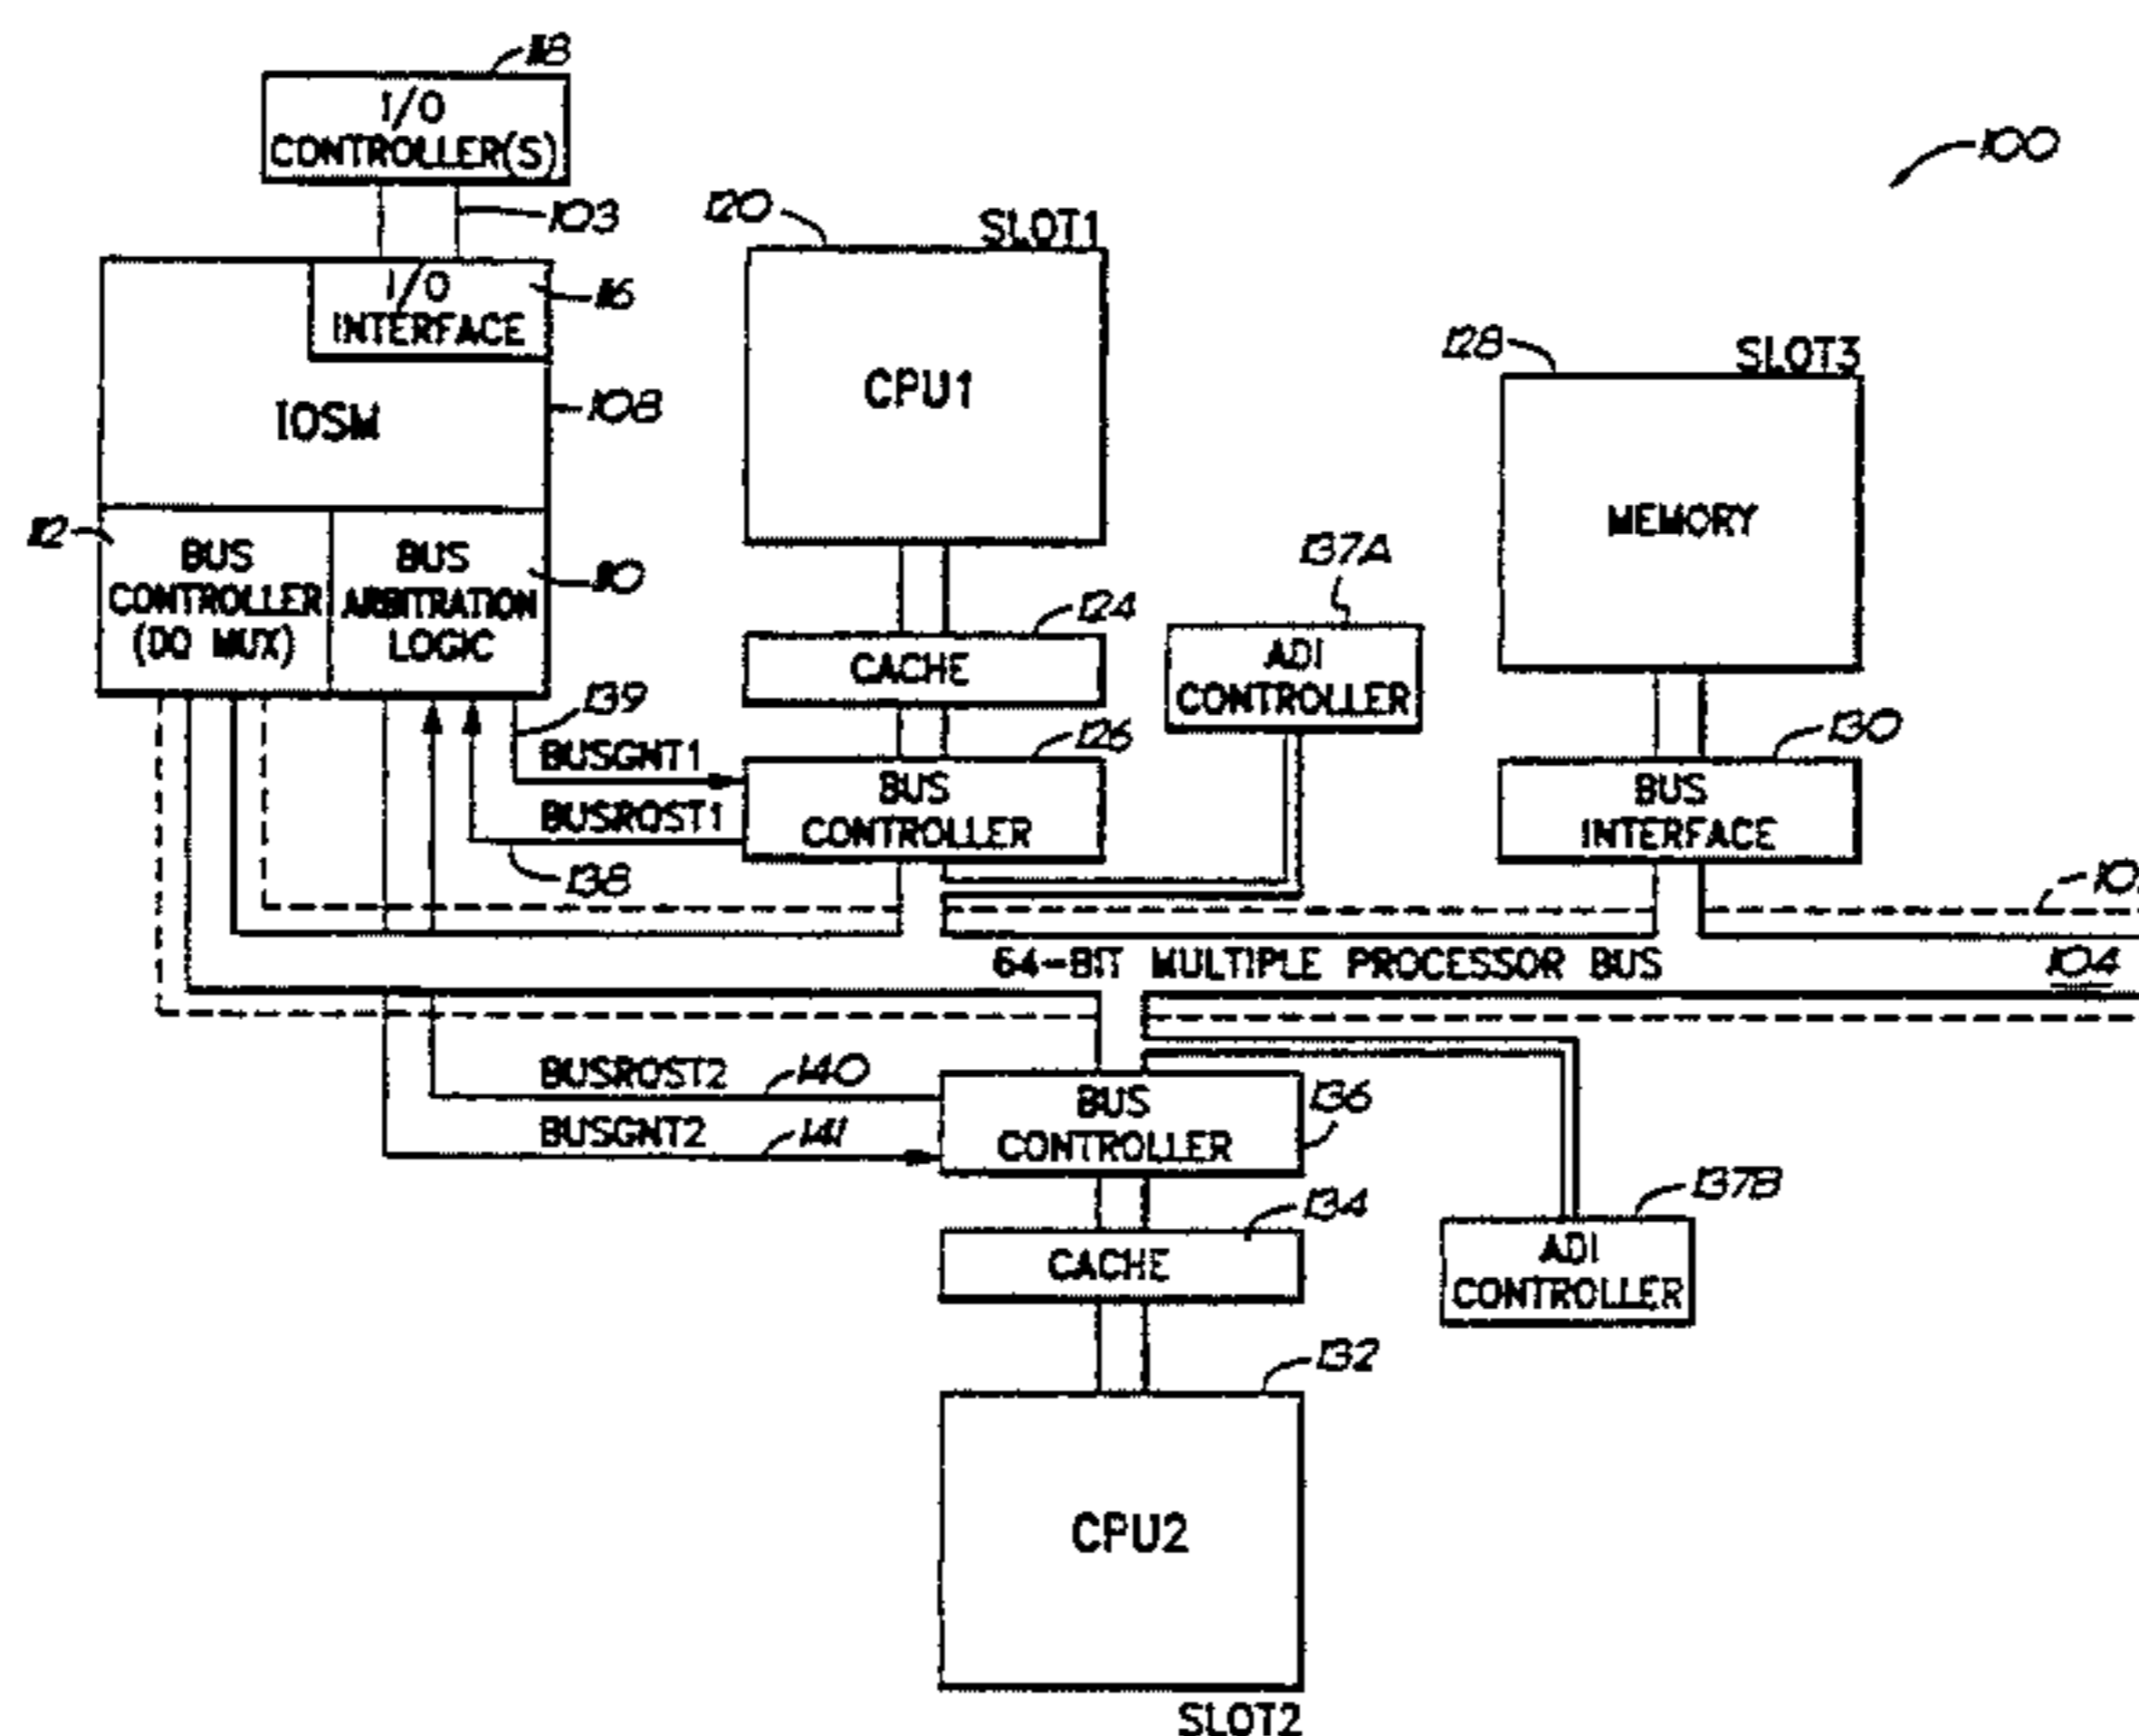 118
I/O
CONTROLLER(S)
103
100
120
SLOT1
I/O
INTERFACE
116
CPU1
128
SLOT3
IOSM
108
MEMORY
112
BUS
CONTROLLER
(DO MUX)
BUS
ARBITRATION
LOGIC
110
137A
124
CACHE
ADI
CONTROLLER
139
BUSGNT1
126
BUS
CONTROLLER
130
BUS
INTERFACE
BUSRQST1
138
64-BIT MULTIPLE PROCESSOR BUS
104
BUSRQST2
140
BUS
CONTROLLER
136
BUSGNT2
141
137B
134
CACHE
ADI
CONTROLLER
132
CPU2
SLOT2